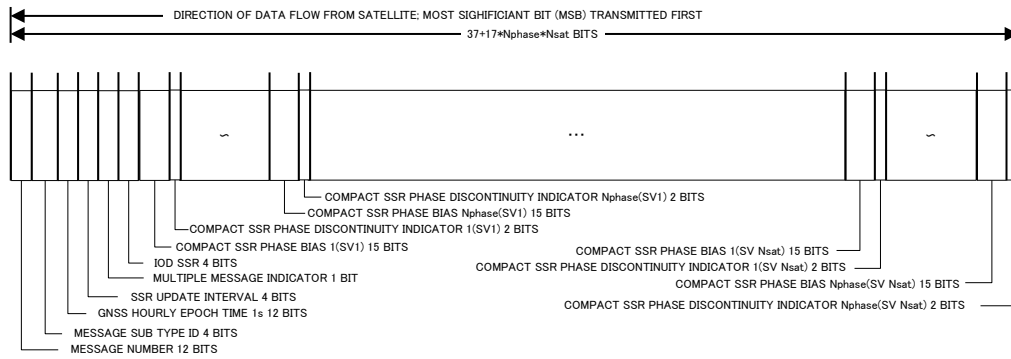 DIRECTION OF DATA FLOW FROM SATELLITE; MOST SIGHIFICIANT BIT (MSB) TRANSMITTED FIRST
37+17*Nphase*Nsat BITS
∽
...
∽
COMPACT SSR PHASE DISCONTINUITY INDICATOR Nphase(SV1) 2 BITS
COMPACT SSR PHASE BIAS Nphase(SV1) 15 BITS
COMPACT SSR PHASE DISCONTINUITY INDICATOR 1(SV1) 2 BITS
COMPACT SSR PHASE BIAS 1(SV1) 15 BITS
IOD SSR 4 BITS
MULTIPLE MESSAGE INDICATOR 1 BIT
SSR UPDATE INTERVAL 4 BITS
GNSS HOURLY EPOCH TIME 1s 12 BITS
MESSAGE SUB TYPE ID 4 BITS
MESSAGE NUMBER 12 BITS
COMPACT SSR PHASE BIAS 1(SV Nsat) 15 BITS
COMPACT SSR PHASE DISCONTINUITY INDICATOR 1(SV Nsat) 2 BITS
COMPACT SSR PHASE BIAS Nphase(SV Nsat) 15 BITS
COMPACT SSR PHASE DISCONTINUITY INDICATOR Nphase(SV Nsat) 2 BITS